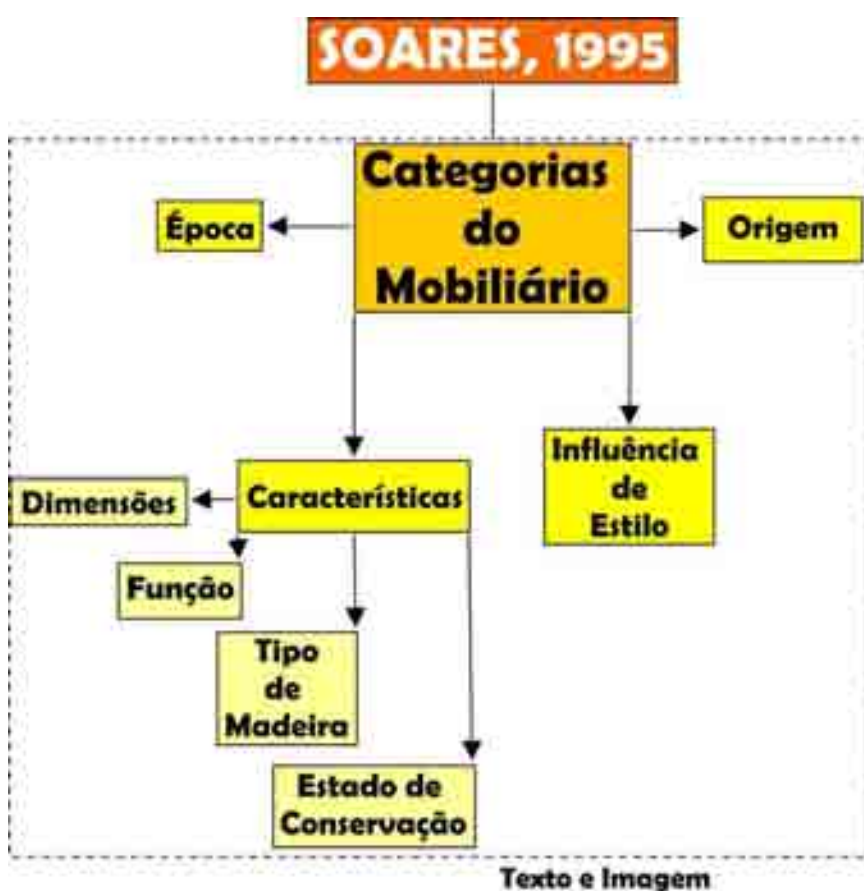 SOARES, 1995
Categorias
do
Mobiliário
Época
Origem
Influência
de
Estilo
Característícas
Dimensões
Função
Tipo
de
Madeira
Estado de
Conservação
Texto e Imagem